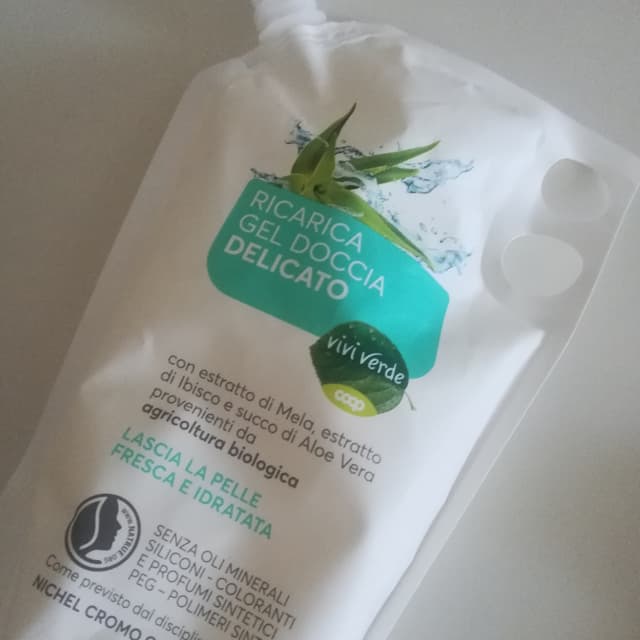 RICARICA
GEL DOCCIA
DELICATO
vivi verde
coop
con estratto di Mela, estratto
di Ibisco e succo di Aloe Vera
provenienti da
agricoltura biologica
LASCIA LA PELLE
FRESCA E IDRATATA
SENZA OLI MINERALI
SILICONI - COLORANTI
E PROFUMI SINTETICI
PEG - POLIMERI SINT
Come previsto dal disciplin
NICHEL CROMO C